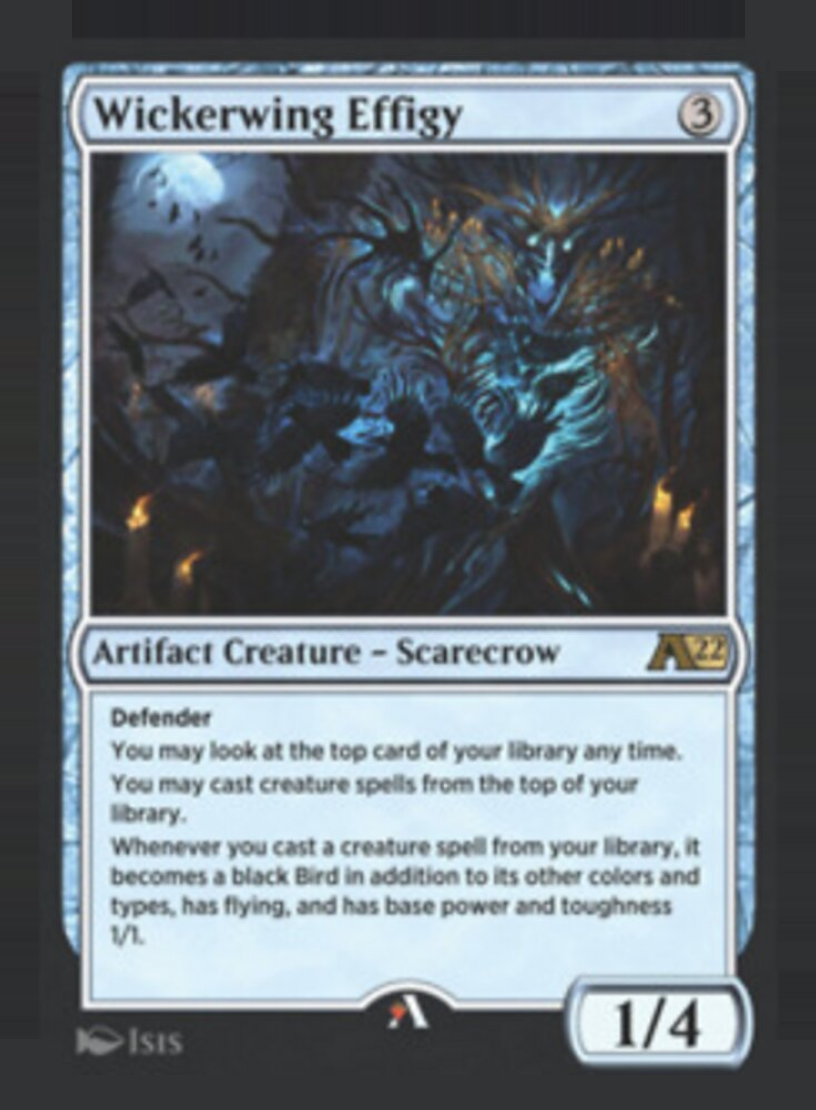 Wickerwing Effigy 3
Artifact Creature – Scarecrow A22
Defender
You may look at the top card of your library any time.
You may cast creature spells from the top of your
library.
Whenever you cast a creature spell from your library, it
becomes a black Bird in addition to its other colors and
types, has flying, and has base power and toughness
1/1.
1/4
Isis